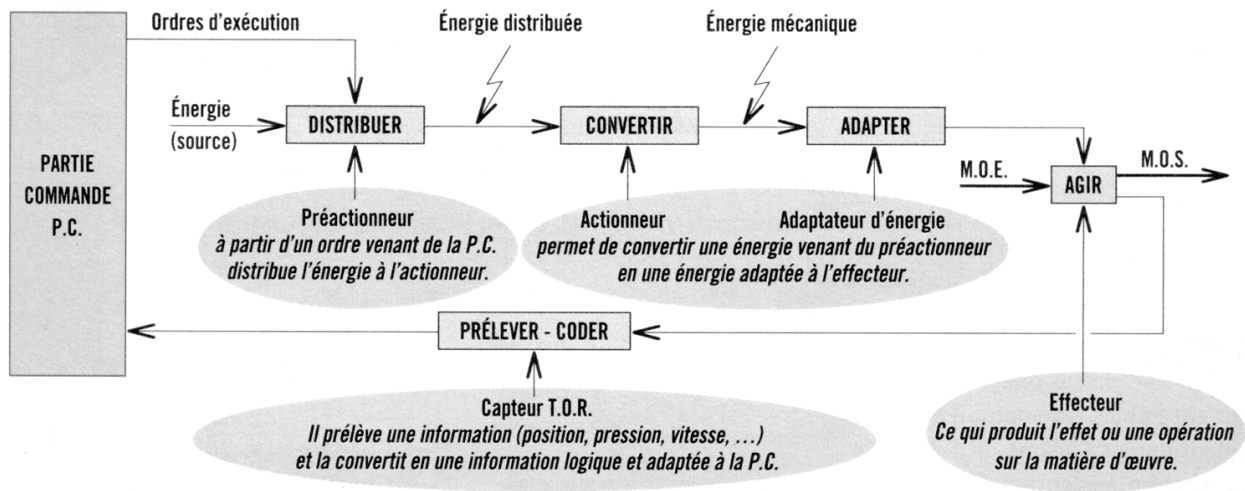 Ordres d'exécution
Énergie distribuée
Énergie mécanique
Énergie
(source)
DISTRIBUER
CONVERTIR
ADAPTER
PARTIE
COMMANDE
P.C.
M.O.E.
AGIR
M.O.S.
Préactionneur
à partir d'un ordre venant de la P.C.
distribue l'énergie à l'actionneur.
Actionneur
Adaptateur d'énergie
permet de convertir une énergie venant du préactionneur
en une énergie adaptée à l'effecteur.
PRÉLEVER - CODER
Capteur T.O.R.
Il prélève une information (position, pression, vitesse, ...)
et la convertit en une information logique et adaptée à la P.C.
Effecteur
Ce qui produit l'effet ou une opération
sur la matière d'œuvre.